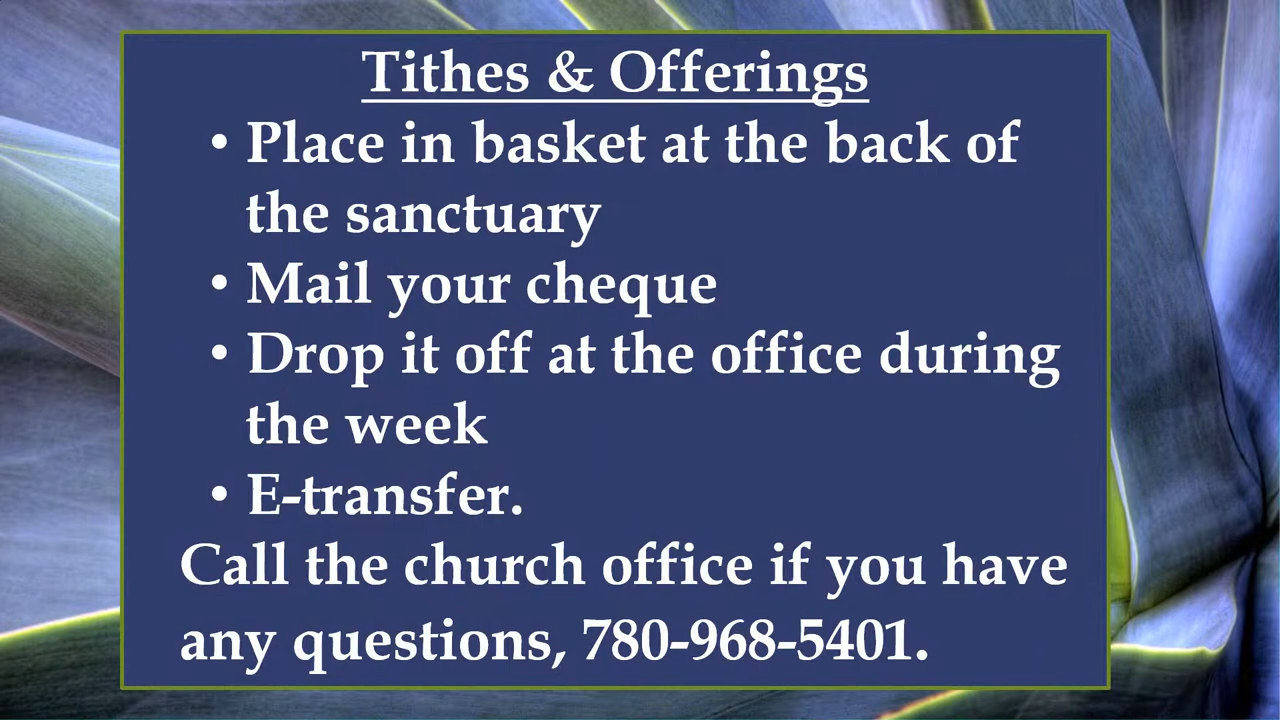 Tithes & Offerings
• Place in basket at the back of
the sanctuary
• Mail your cheque
• Drop it off at the office during
the week
• E-transfer.
Call the church office if you have
any questions, 780-968-5401.